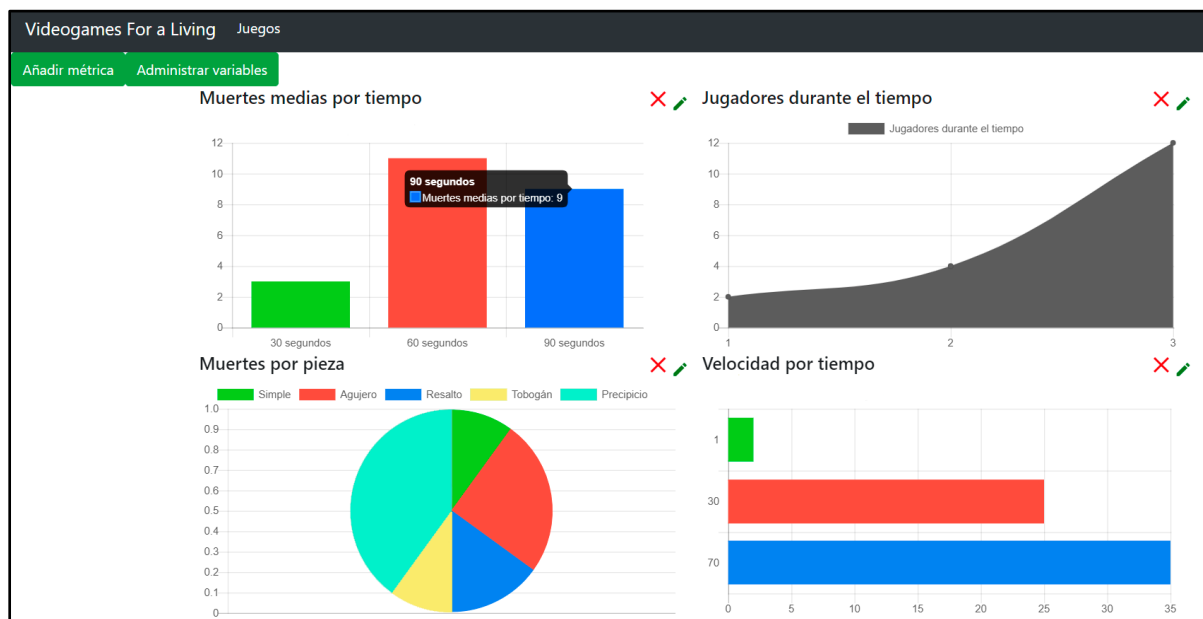 Videogames For a Living Juegos
Añadir métrica Administrar variables
Muertes medias por tiempo
12
10
8
6
4
2
0
90 segundos
Muertes medias por tiempo: 9
30 segundos 60 segundos 90 segundos
Jugadores durante el tiempo
Jugadores durante el tiempo
12
10
8
6
4
2
0
1 2 3
Muertes por pieza
Simple Agujero Resalto Tobogán Precipicio
1.0
0.9
0.8
0.7
0.6
0.5
0.4
0.3
0.2
0.1
0
Velocidad por tiempo
1
30
70
0 5 10 15 20 25 30 35